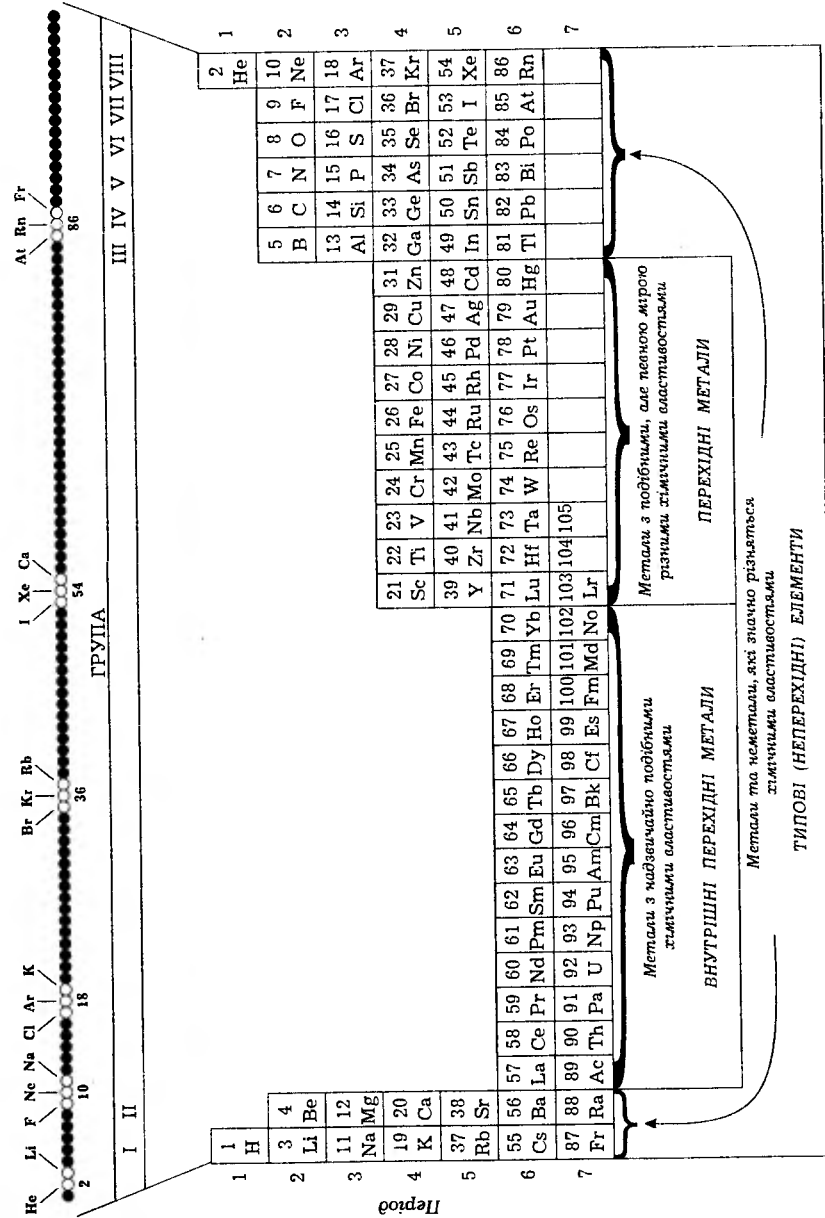 He Li F Ne Na Cl Ar K Br Kr Rb I Xe Ca At Rn Fr
2 10 18 36 54 86
ГРУПА
I II III IV V VI VII VIII
Період
1 1 2 1
H He
2 3 4 5 6 7 8 9 10 2
Li Be B C N O F Ne
3 11 12 13 14 15 16 17 18 3
Na Mg Al Si P S Cl Ar
4 19 20 21 22 23 24 25 26 27 28 29 31 32 33 34 35 36 37 4
K Ca Sc Ti V Cr Mn Fe Co Ni Cu Zn Ga Ge As Se Br Kr
5 37 38 39 40 41 42 43 44 45 46 47 48 49 50 51 52 53 54 5
Rb Sr Y Zr Nb Mo Tc Ru Rh Pd Ag Cd In Sn Sb Te I Xe
6 55 56 57 58 59 60 61 62 63 64 65 66 67 68 69 70 71 72 73 74 75 76 77 78 79 80 81 82 83 84 85 86 6
Cs Ba La Ce Pr Nd Pm Sm Eu Gd Tb Dy Ho Er Tm Yb Lu Hf Ta W Re Os Ir Pt Au Hg Tl Pb Bi Po At Rn
7 87 88 89 90 91 92 93 94 95 96 97 98 99 100 101 102 103 104 105 7
Fr Ra Ac Th Pa U Np Pu Am Cm Bk Cf Es Fm Md No Lr
Метали з надзвичайно подібними
хімічними властивостями
ВНУТРІШНІ ПЕРЕХІДНІ МЕТАЛИ
Метали з подібними, але певною мірою
різними хімічними властивостями
ПЕРЕХІДНІ МЕТАЛИ
Метали та неметали, які значно різняться
хімічними властивостями
ТИПОВІ (НЕПЕРЕХІДНІ) ЕЛЕМЕНТИ